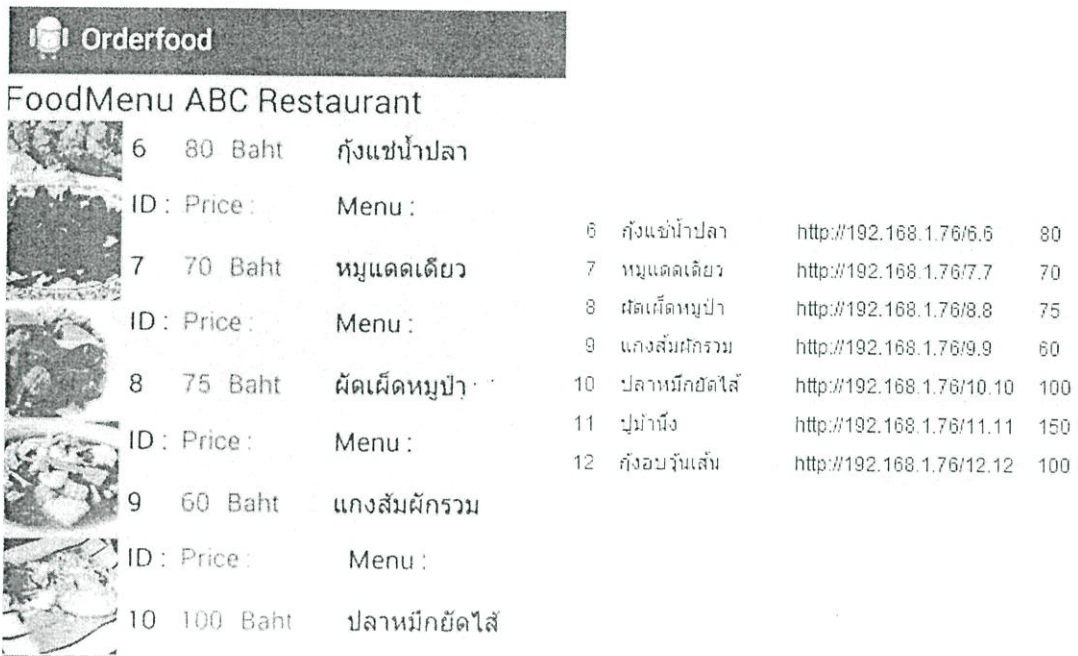 Orderfood
FoodMenu ABC Restaurant
6 80 Baht กุ้งแช่น้ำปลา
ID : Price : Menu :
7 70 Baht หมูแดดเดียว
ID : Price : Menu :
8 75 Baht ผัดเผ็ดหมูป่า
ID : Price : Menu :
9 60 Baht แกงส้มผักรวม
ID : Price : Menu :
10 100 Baht ปลาหมึกยัดไส้
6 กุ้งแช่น้ำปลา http://192.168.1.76/6.6 80
7 หมูแดดเดียว http://192.168.1.76/7.7 70
8 ผัดเผ็ดหมูป่า http://192.168.1.76/8.8 75
9 แกงส้มผักรวม http://192.168.1.76/9.9 60
10 ปลาหมึกยัดไส้ http://192.168.1.76/10.10 100
11 ปูม้านึ่ง http://192.168.1.76/11.11 150
12 กุ้งอบวุ้นเส้น http://192.168.1.76/12.12 100